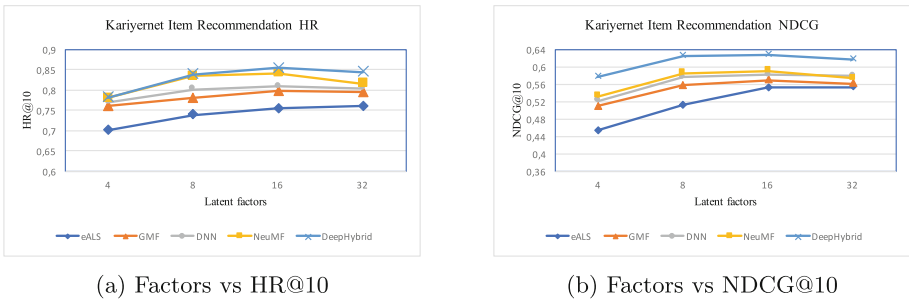 Kariyernet Item Recommendation HR
0,9
0,85
0,8
0,75
0,7
0,65
0,6
HR@10
4 8 16 32
Latent factors
eALS GMF DNN NeuMF DeepHybrid
(a) Factors vs HR@10
Kariyernet Item Recommendation NDCG
0,64
0,6
0,56
0,52
0,48
0,44
0,4
0,36
NDCG@10
4 8 16 32
Latent factors
eALS GMF DNN NeuMF DeepHybrid
(b) Factors vs NDCG@10